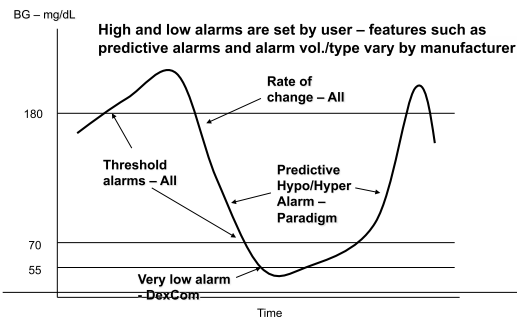 BG – mg/dL
High and low alarms are set by user – features such as
predictive alarms and alarm vol./type vary by manufacturer
Rate of
change – All
180
Threshold
alarms – All
Predictive
Hypo/Hyper
Alarm –
Paradigm
70
55
Very low alarm
- DexCom
Time